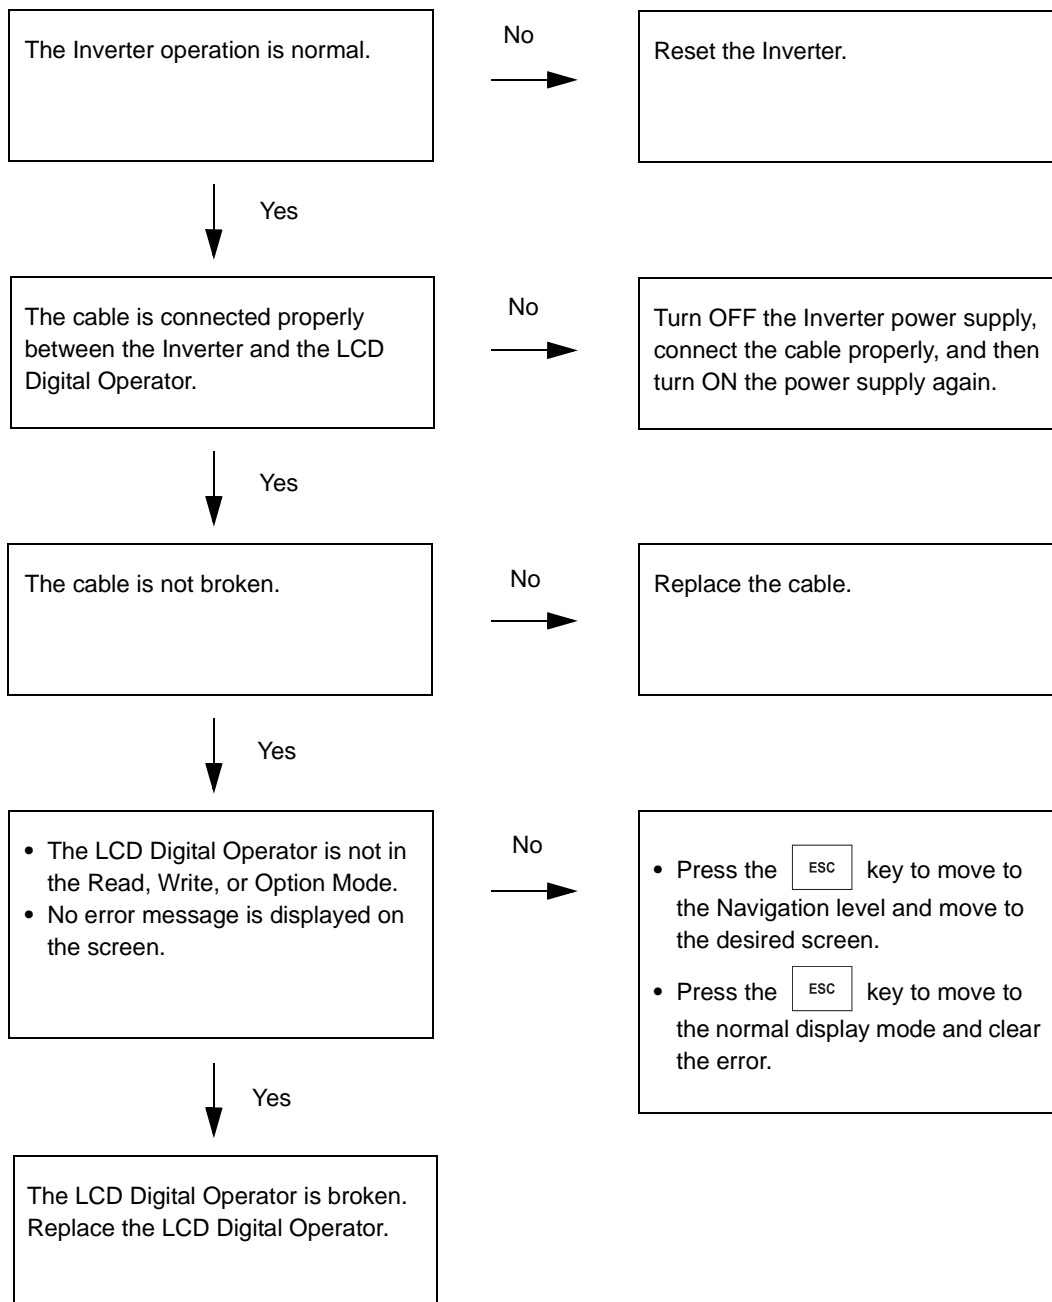 The Inverter operation is normal.
No
Reset the Inverter.
Yes
The cable is connected properly
between the Inverter and the LCD
Digital Operator.
No
Turn OFF the Inverter power supply,
connect the cable properly, and then
turn ON the power supply again.
Yes
The cable is not broken.
No
Replace the cable.
Yes
• The LCD Digital Operator is not in
the Read, Write, or Option Mode.
• No error message is displayed on
the screen.
No
• Press the ESC key to move to
the Navigation level and move to
the desired screen.
• Press the ESC key to move to
the normal display mode and clear
the error.
Yes
The LCD Digital Operator is broken.
Replace the LCD Digital Operator.